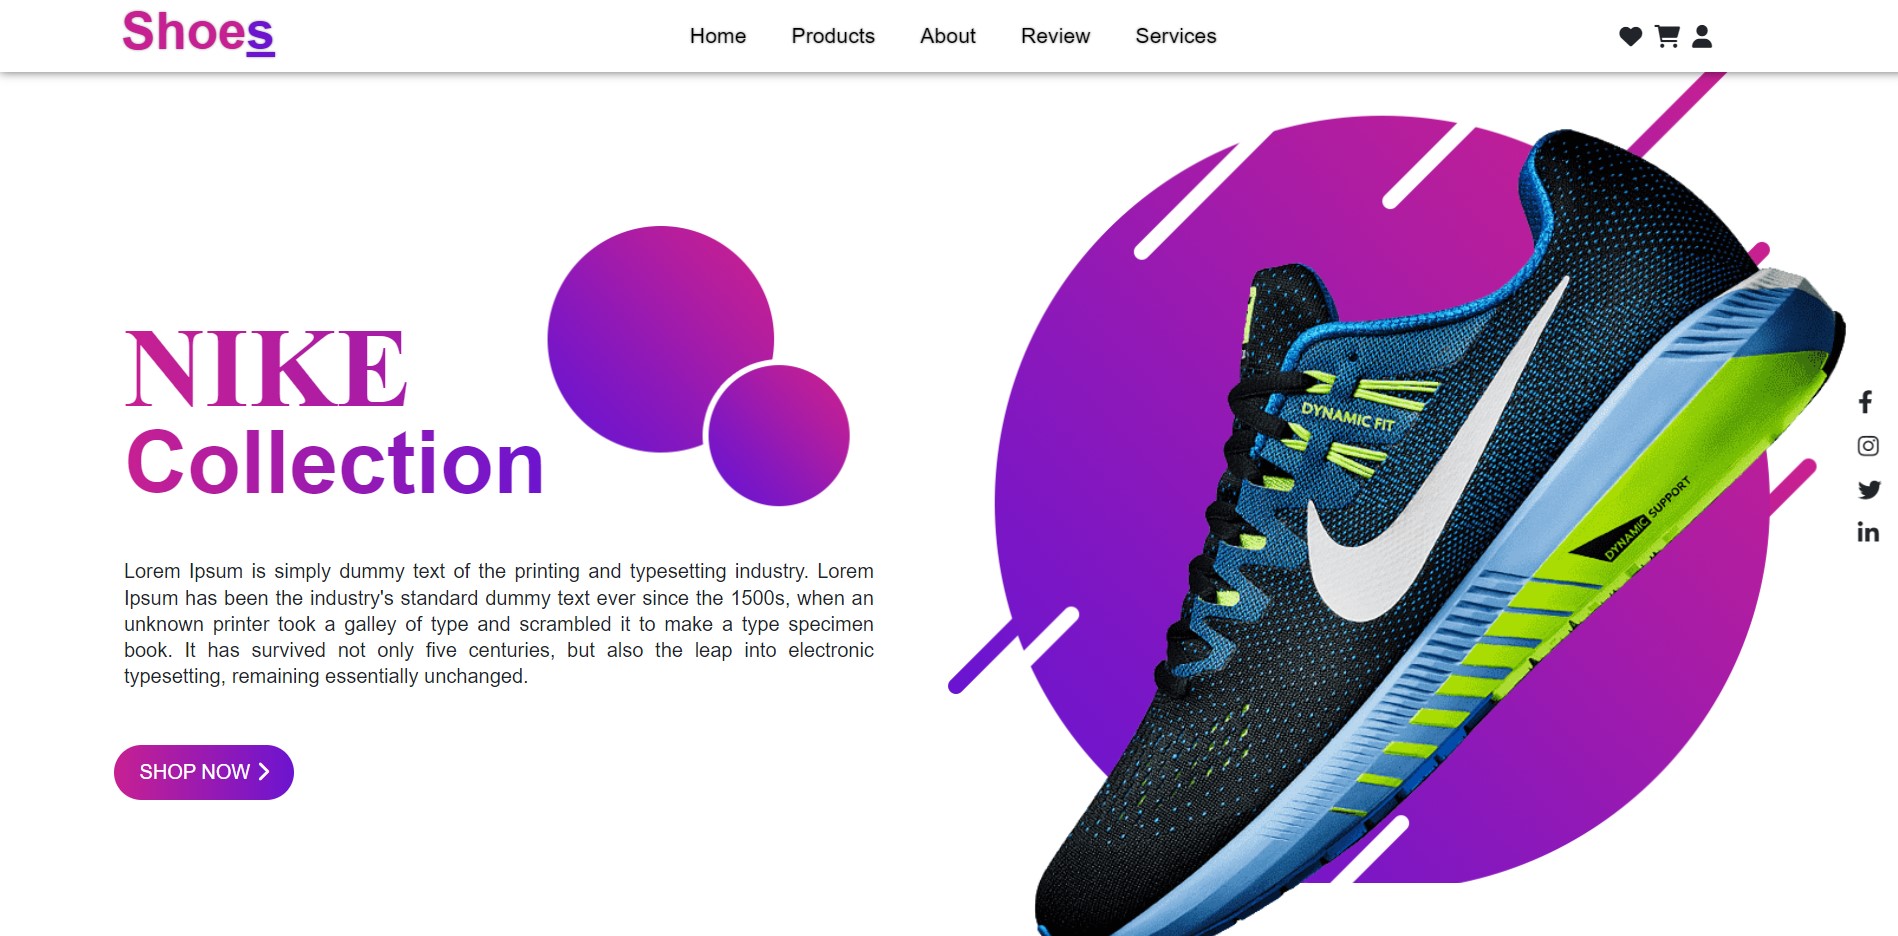 Shoes
Home Products About Review Services
NIKE
Collection
Lorem Ipsum is simply dummy text of the printing and typesetting industry. Lorem
Ipsum has been the industry's standard dummy text ever since the 1500s, when an
unknown printer took a galley of type and scrambled it to make a type specimen
book. It has survived not only five centuries, but also the leap into electronic
typesetting, remaining essentially unchanged.
SHOP NOW
DYNAMIC FIT
DYNAMIC SUPPORT